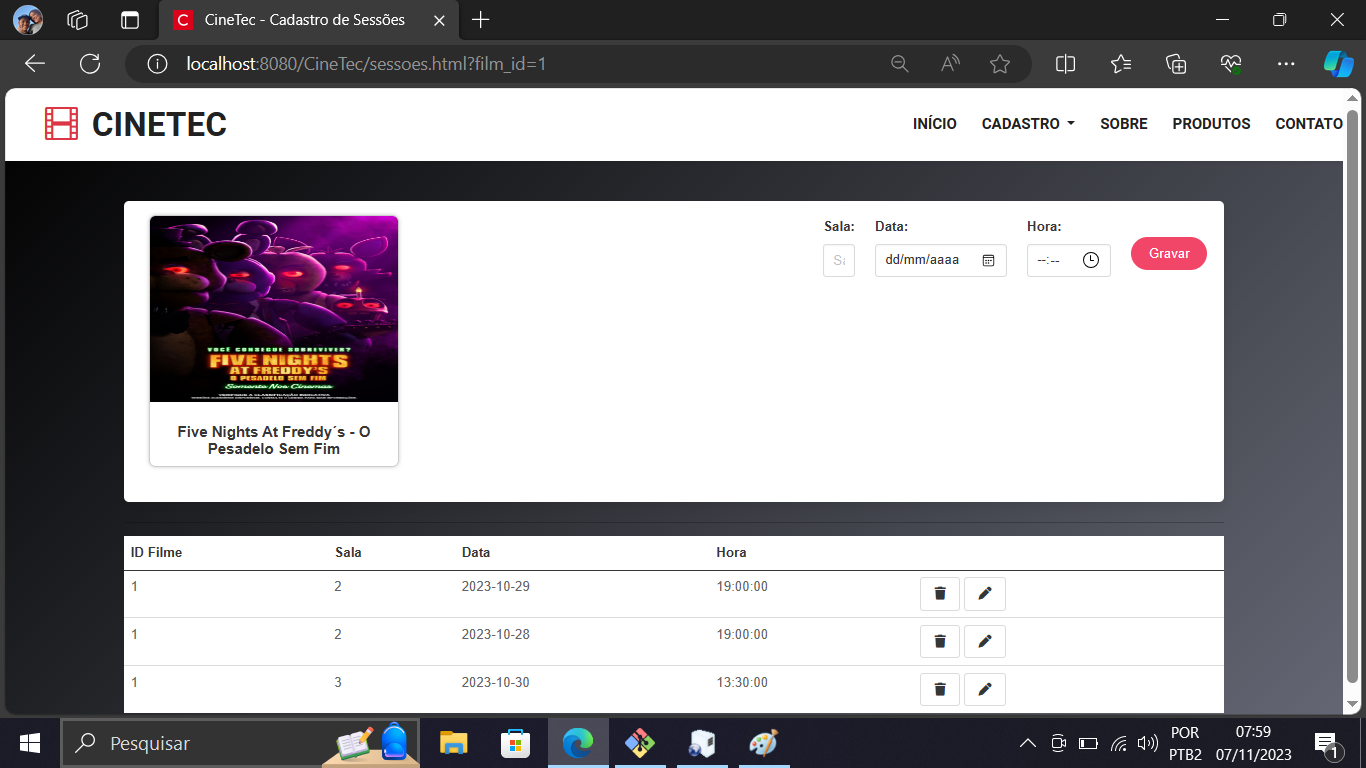 CineTec - Cadastro de Sessões
localhost:8080/CineTec/sessoes.html?film_id=1
CINETEC
INÍCIO CADASTRO SOBRE PRODUTOS CONTATO
Sala: Data: Hora:
dd/mm/aaaa --:-- Gravar
VOCÊ CONSEGUE SOBREVIVER?
FIVE NIGHTS
AT FREDDY'S
O PESADELO SEM FIM
Somente Nos Cinemas
Five Nights At Freddy´s - O
Pesadelo Sem Fim
ID Filme Sala Data Hora
1 2 2023-10-29 19:00:00
1 2 2023-10-28 19:00:00
1 3 2023-10-30 13:30:00
Pesquisar
POR 07:59
PTB2 07/11/2023
1